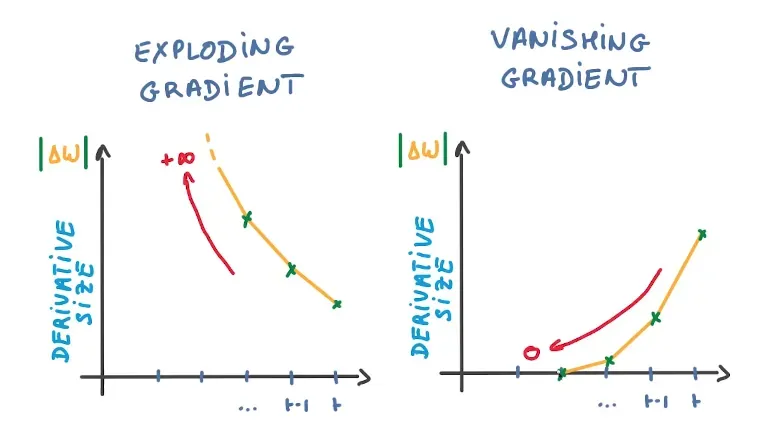 EXPLODING
GRADIENT
|ΔW|
+∞
DERIVATIVE
SIZE
... t-1 t
VANISHING
GRADIENT
|ΔW|
0
DERIVATIVE
SIZE
... t-1 t